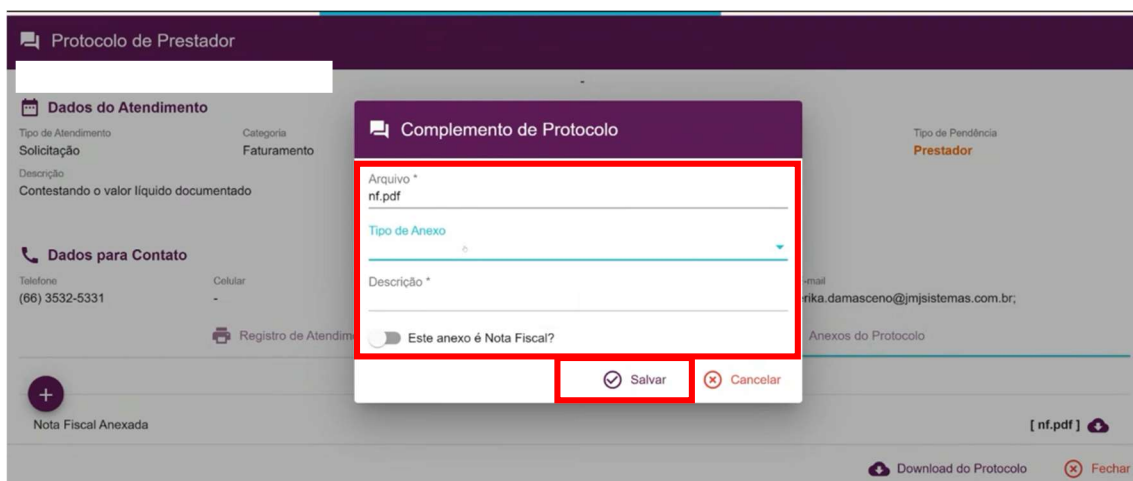 Protocolo de Prestador
-
Dados do Atendimento
Tipo de Atendimento
Solicitação
Categoria
Faturamento
Tipo de Pendência
Prestador
Descrição
Contestando o valor líquido documentado
Complemento de Protocolo
Arquivo *
nf.pdf
Tipo de Anexo
Descrição *
Este anexo é Nota Fiscal?
Salvar
Cancelar
Dados para Contato
Telefone
(66) 3532-5331
Celular
-
-mail
rika.damasceno@jmjsistemas.com.br;
Registro de Atendim
Anexos do Protocolo
Nota Fiscal Anexada
[ nf.pdf ]
Download do Protocolo
Fechar